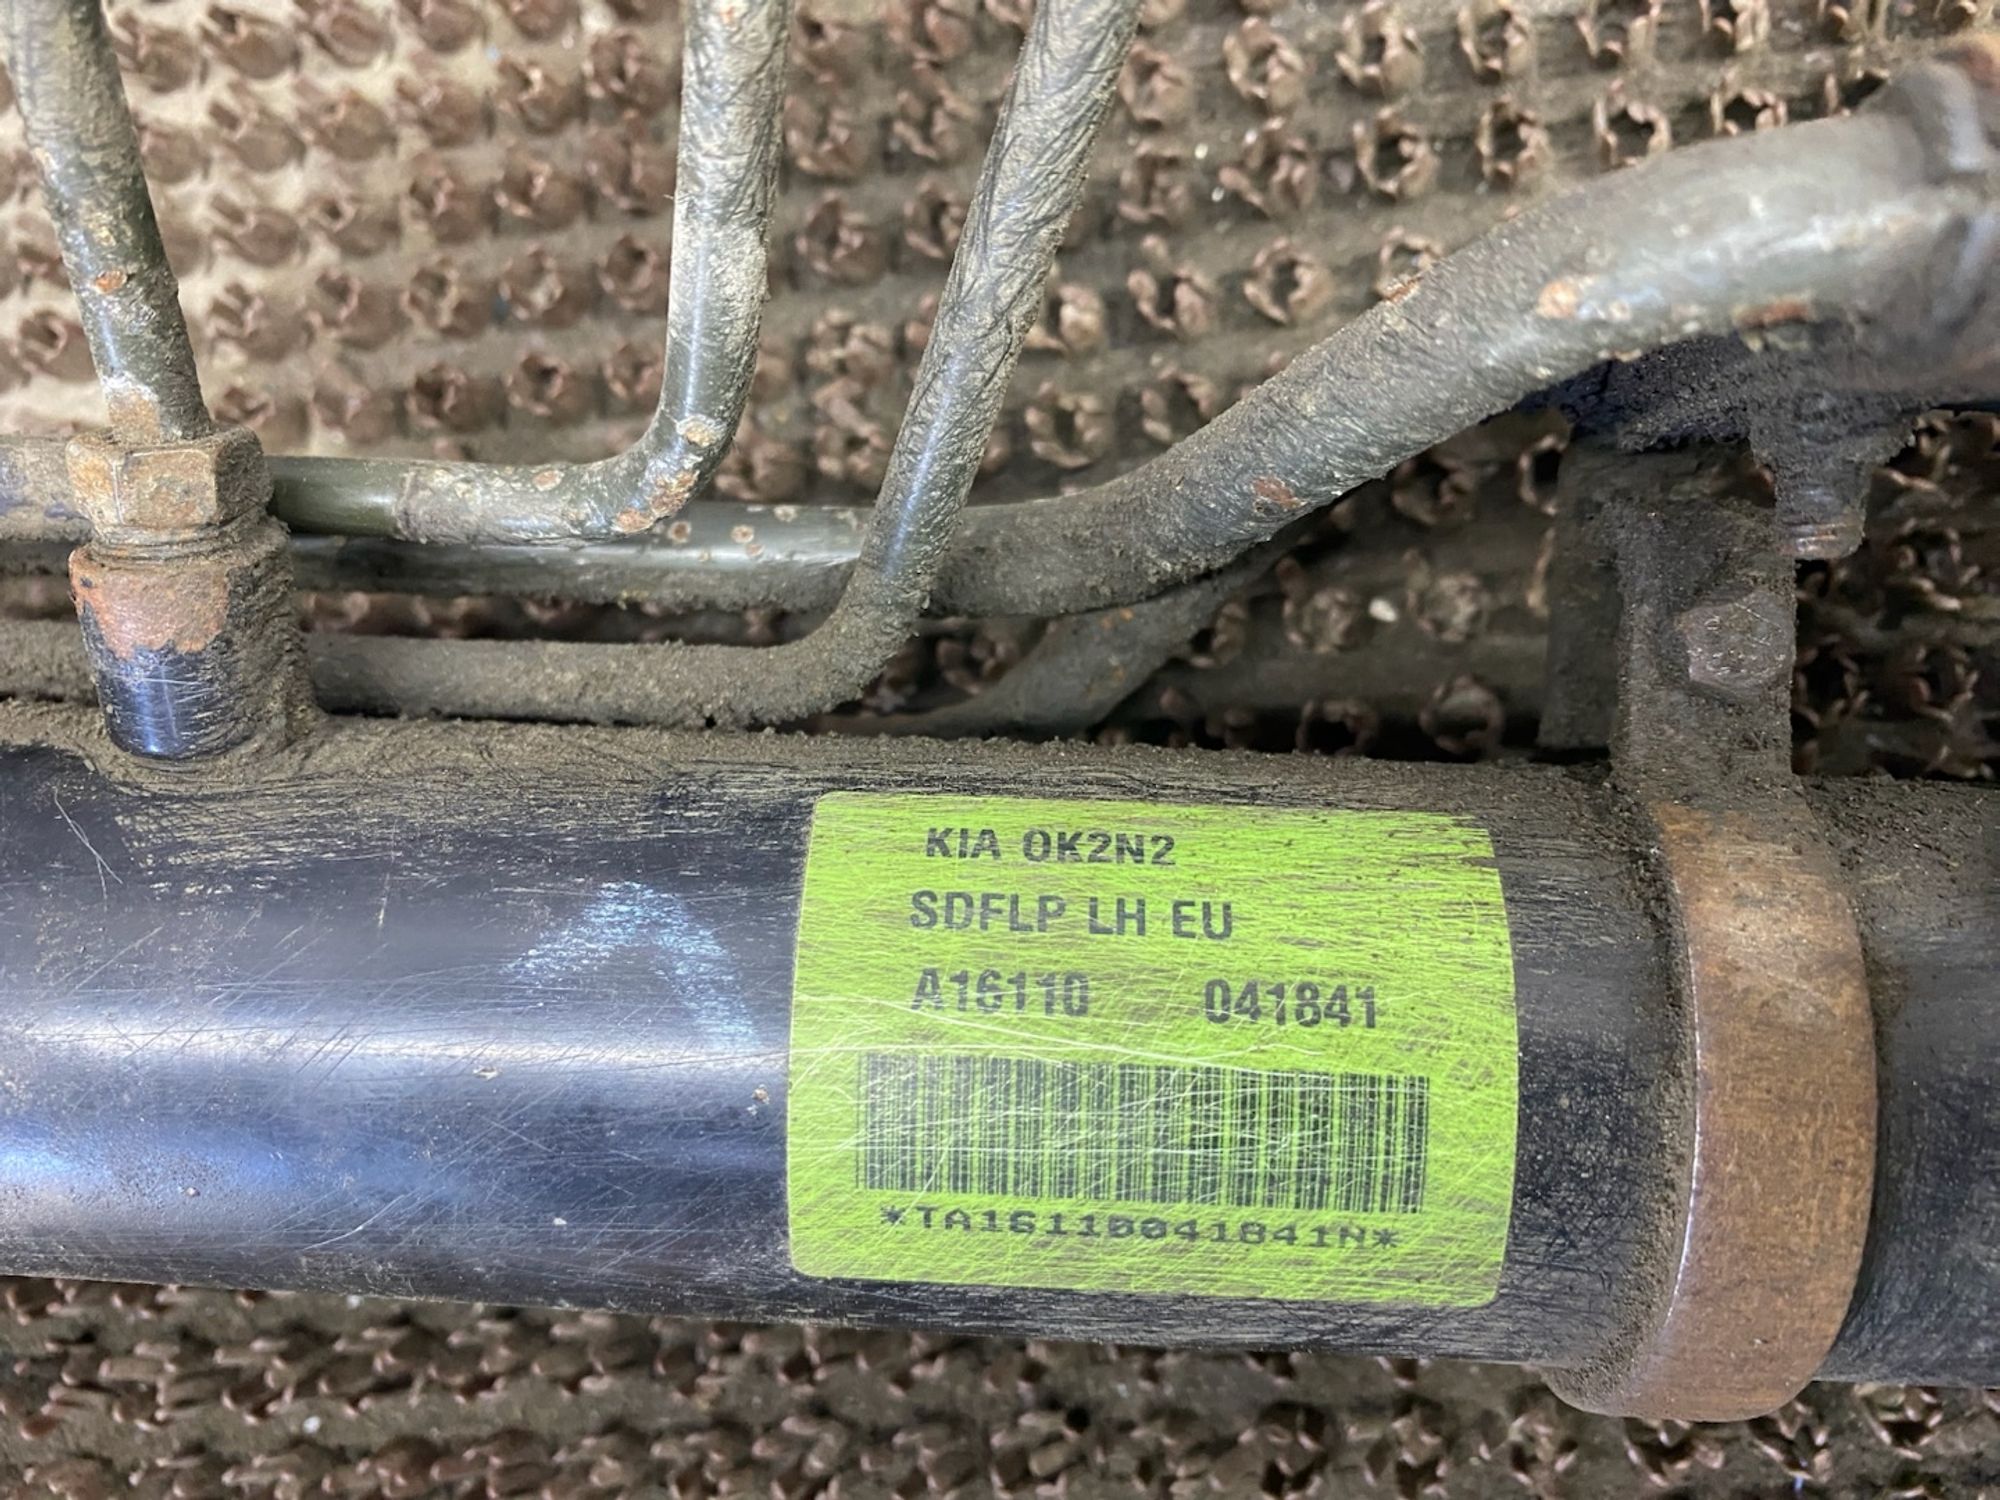 KIA 0K2N2
SDFLP LH EU
A16110 041841
*TA16110041841N*